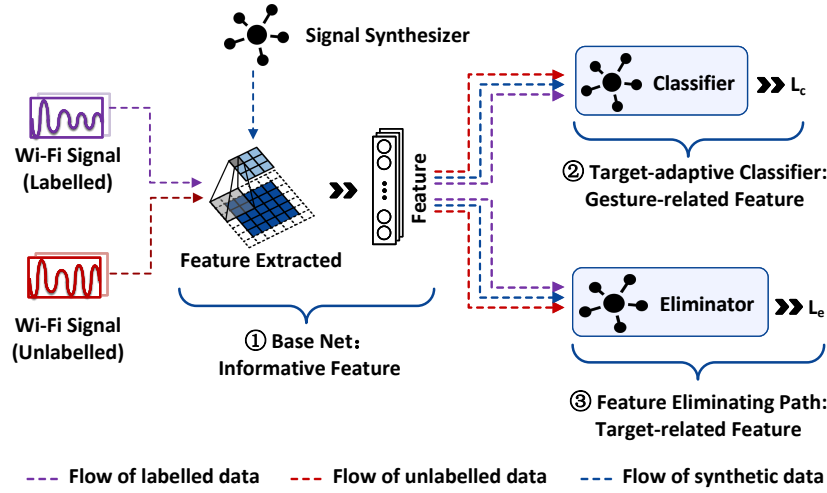 Signal Synthesizer
Wi-Fi Signal
(Labelled)
Wi-Fi Signal
(Unlabelled)
Feature Extracted
Feature
① Base Net：
Informative Feature
Classifier
L_c
② Target-adaptive Classifier:
Gesture-related Feature
Eliminator
L_e
③ Feature Eliminating Path:
Target-related Feature
Flow of labelled data
Flow of unlabelled data
Flow of synthetic data